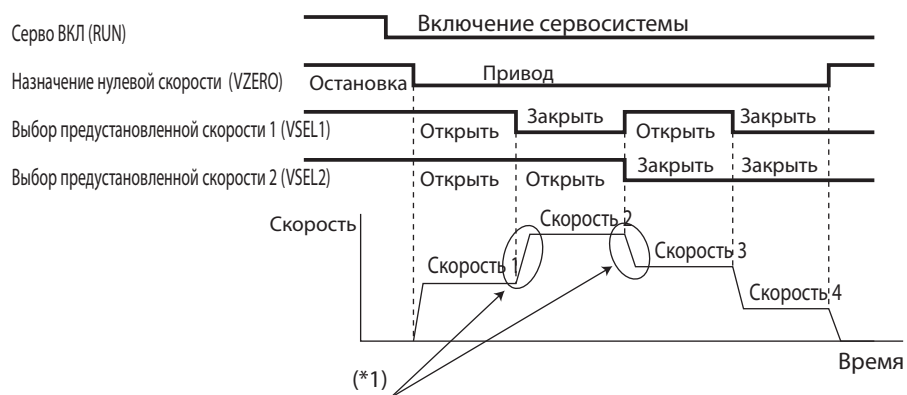 Серво ВКЛ (RUN)
Включение сервосистемы
Назначение нулевой скорости (VZERO)
Остановка
Привод
Выбор предустановленной скорости 1 (VSEL1)
Открыть
Закрыть
Открыть
Закрыть
Выбор предустановленной скорости 2 (VSEL2)
Открыть
Открыть
Закрыть
Закрыть
Скорость
Скорость 1
Скорость 2
Скорость 3
Скорость 4
Время
(*1)